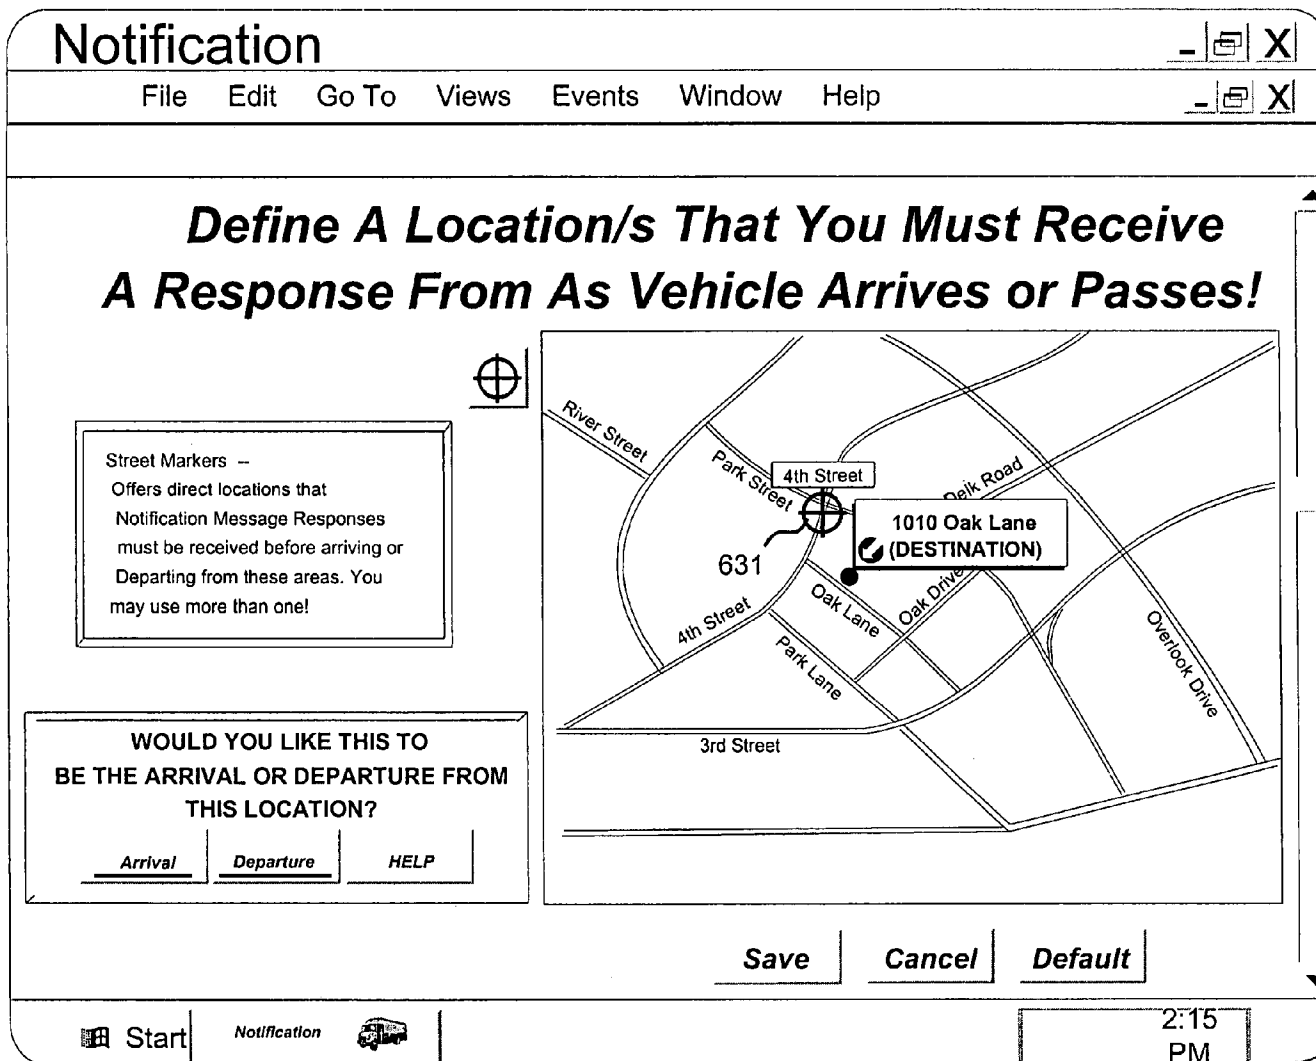 Notification
- X
File Edit Go To Views Events Window Help
- X
Define A Location/s That You Must Receive
A Response From As Vehicle Arrives or Passes!
Street Markers --
Offers direct locations that
Notification Message Responses
must be received before arriving or
Departing from these areas. You
may use more than one!
River Street
Park Street
4th Street
Delk Road
1010 Oak Lane
(DESTINATION)
631
Oak Lane
Oak Drive
4th Street
Park Lane
Overlook Drive
3rd Street
WOULD YOU LIKE THIS TO
BE THE ARRIVAL OR DEPARTURE FROM
THIS LOCATION?
Arrival Departure HELP
Save Cancel Default
Start Notification
2:15
PM